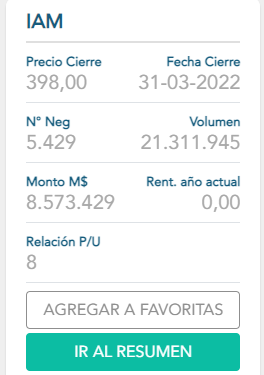 IAM
Precio Cierre Fecha Cierre
398,00 31-03-2022
N° Neg Volumen
5.429 21.311.945
Monto M$ Rent. año actual
8.573.429 0,00
Relación P/U
8
AGREGAR A FAVORITAS
IR AL RESUMEN